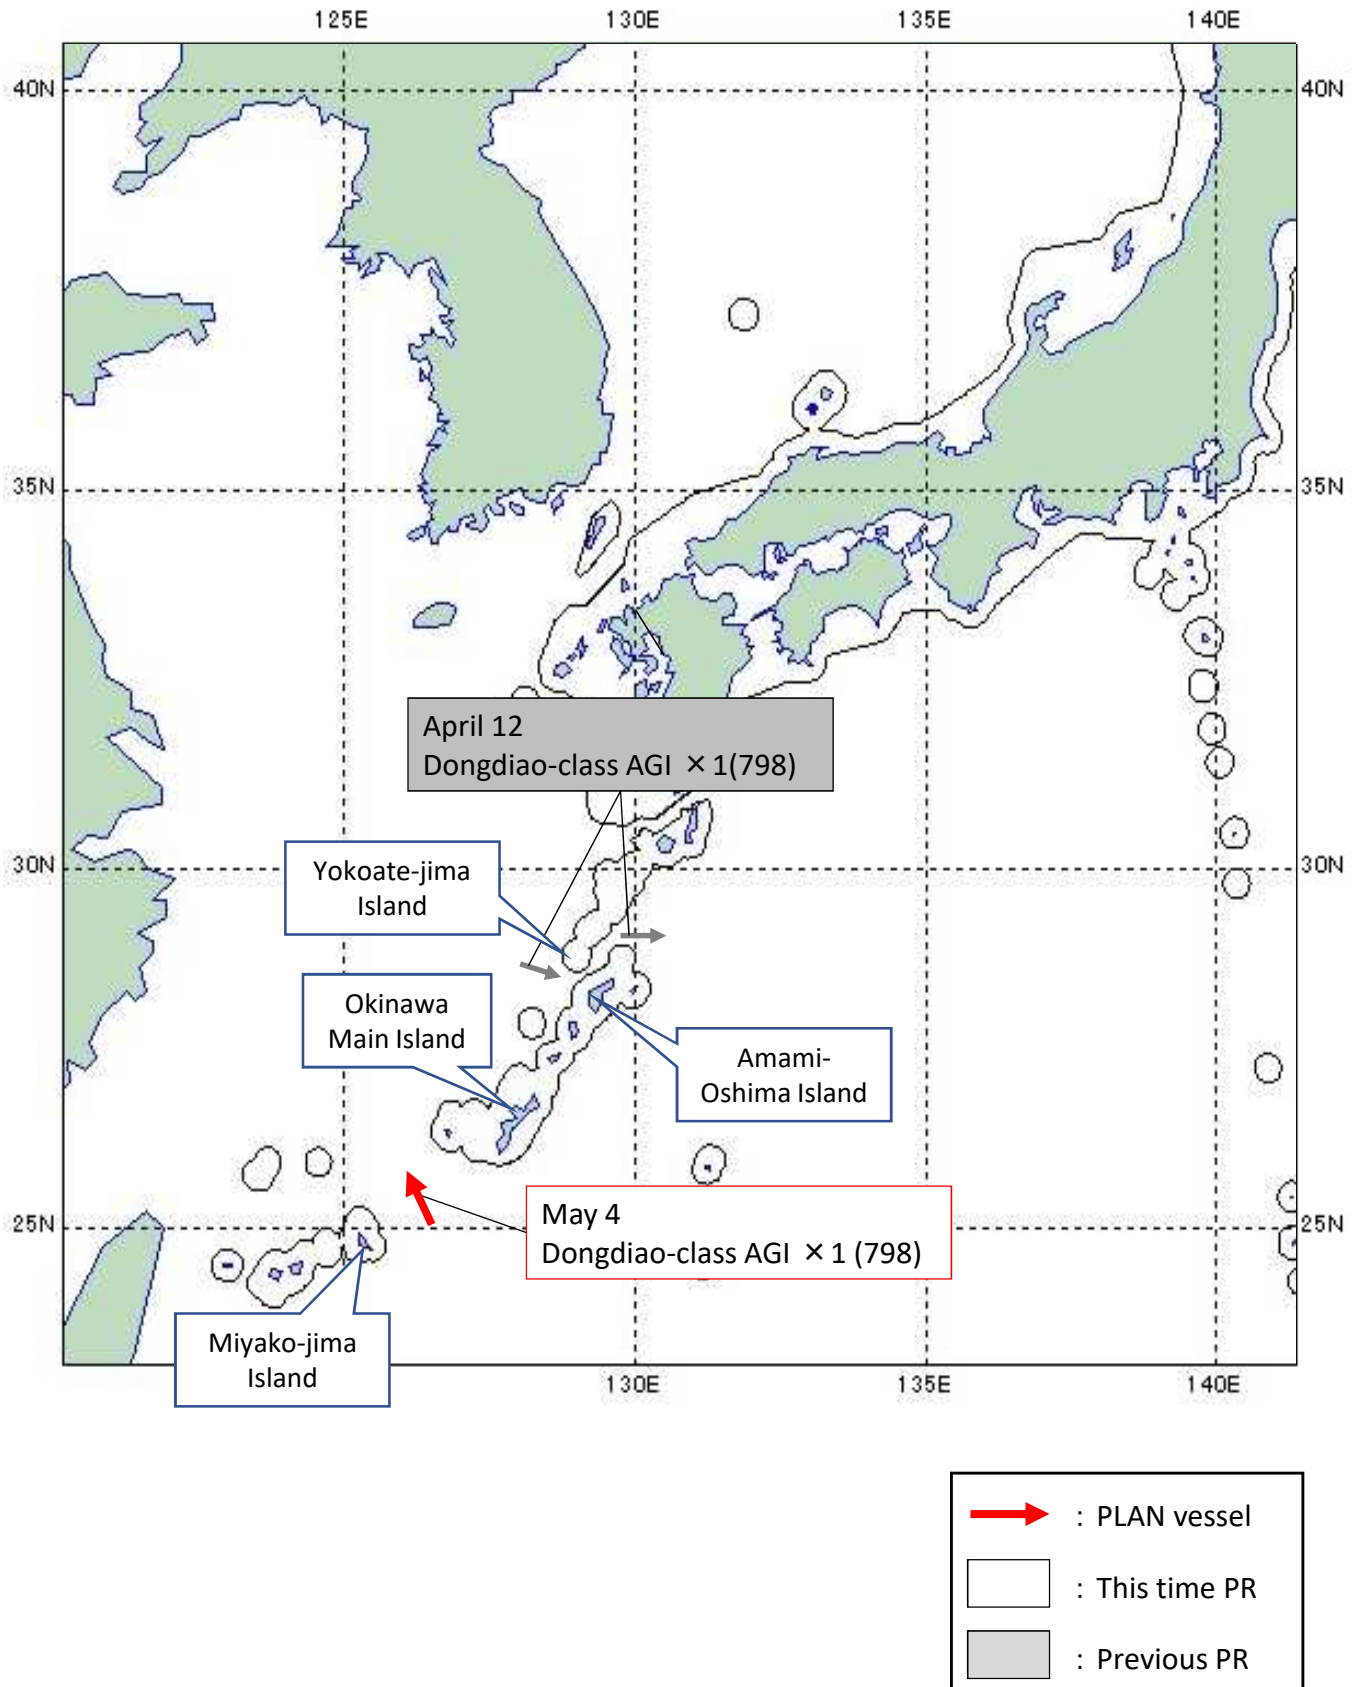 125E 130E 135E 140E
40N 40N
35N 35N
April 12
Dongdiao-class AGI ×1(798)
30N 30N
Yokoate-jima
Island
Okinawa
Main Island
Amami-
Oshima Island
May 4
Dongdiao-class AGI ×1 (798)
25N 25N
Miyako-jima
Island
130E 135E 140E
: PLAN vessel
: This time PR
: Previous PR